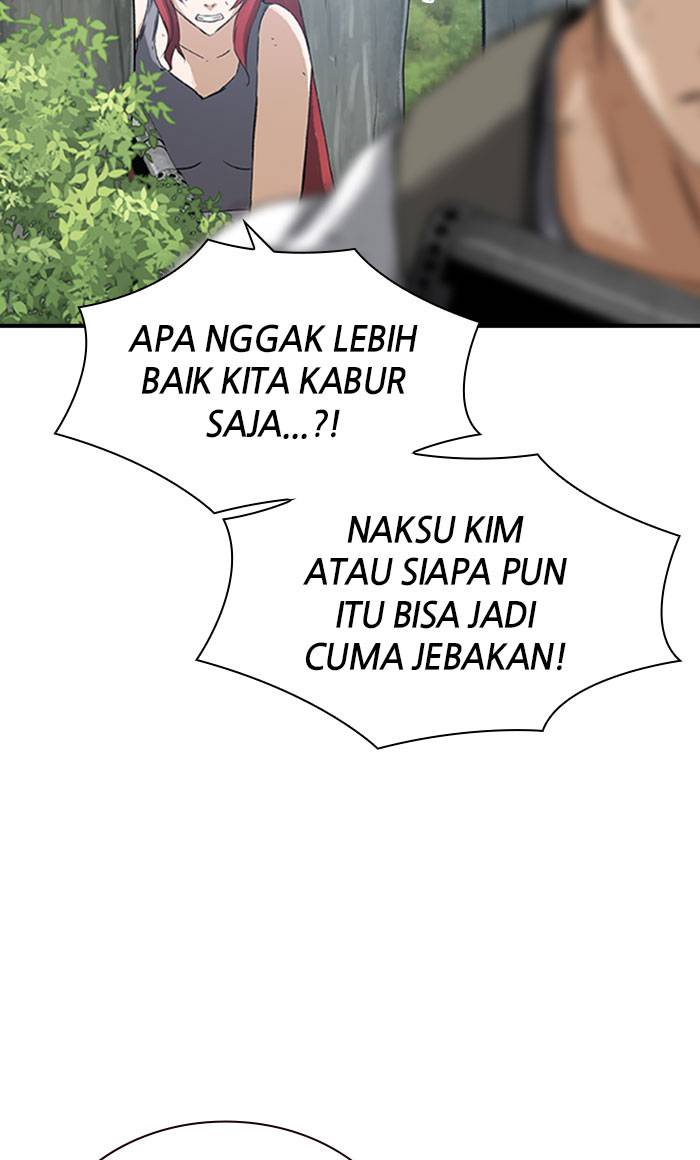 APA NGGAK LEBIH
BAIK KITA KABUR
SAJA...?!
NAKSU KIM
ATAU SIAPA PUN
ITU BISA JADI
CUMA JEBAKAN!